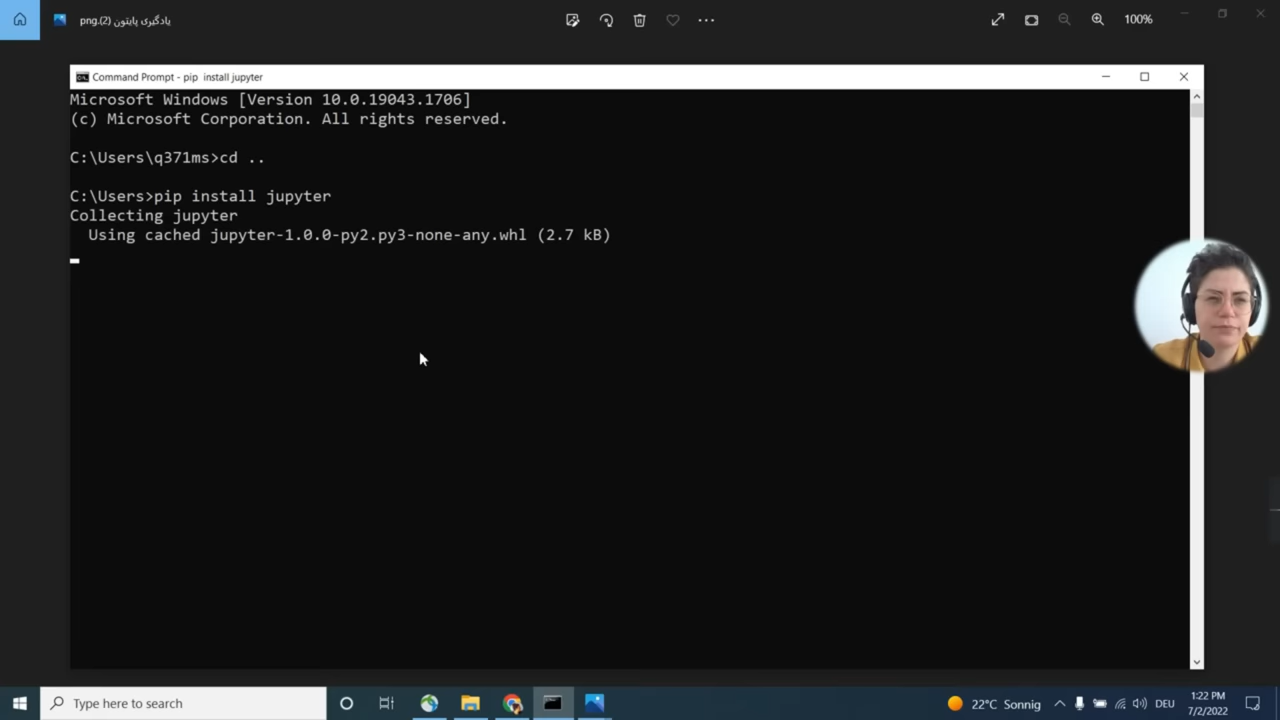 یادگیری پایتون (2).png
100%
Command Prompt - pip  install jupyter
Microsoft Windows [Version 10.0.19043.1706]
(c) Microsoft Corporation. All rights reserved.
C:\Users\q371ms>cd ..
C:\Users>pip install jupyter
Collecting jupyter
  Using cached jupyter-1.0.0-py2.py3-none-any.whl (2.7 kB)
Type here to search
22°C Sonnig
DEU
1:22 PM
7/2/2022